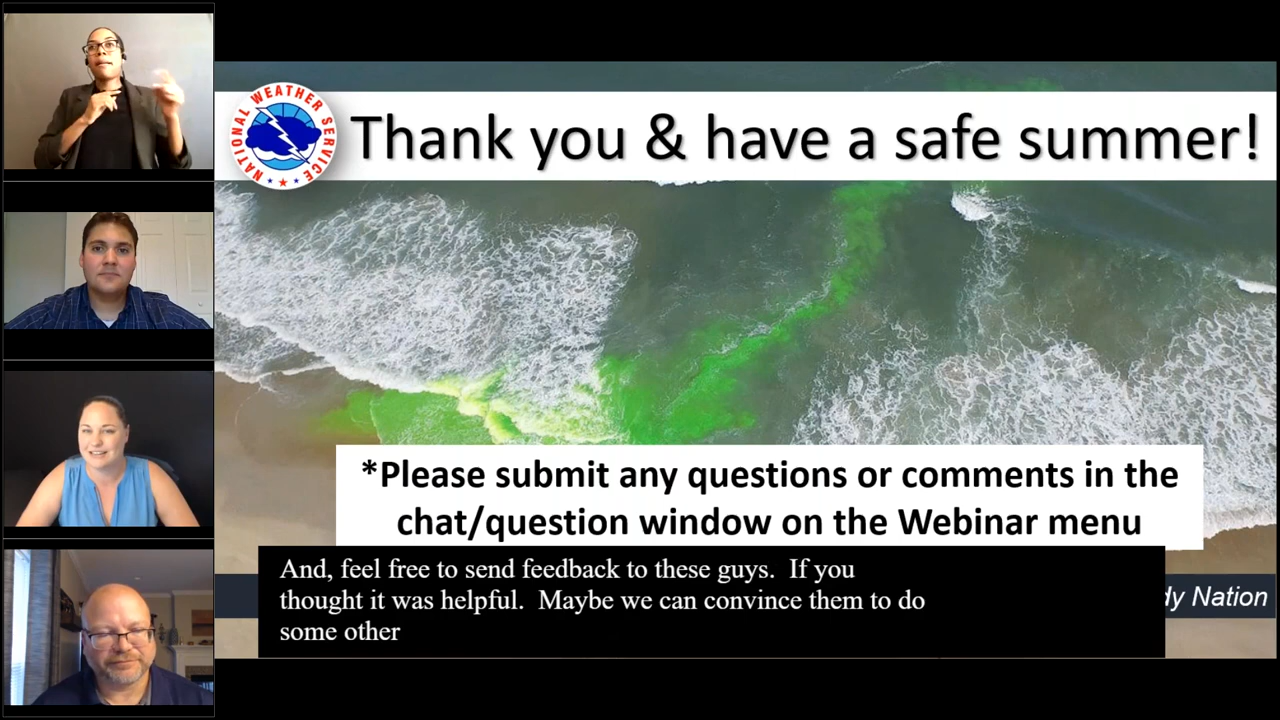 NATIONAL WEATHER SERVICE
Thank you & have a safe summer!
*Please submit any questions or comments in the
chat/question window on the Webinar menu
And, feel free to send feedback to these guys.  If you
thought it was helpful.  Maybe we can convince them to do
some other
dy Nation